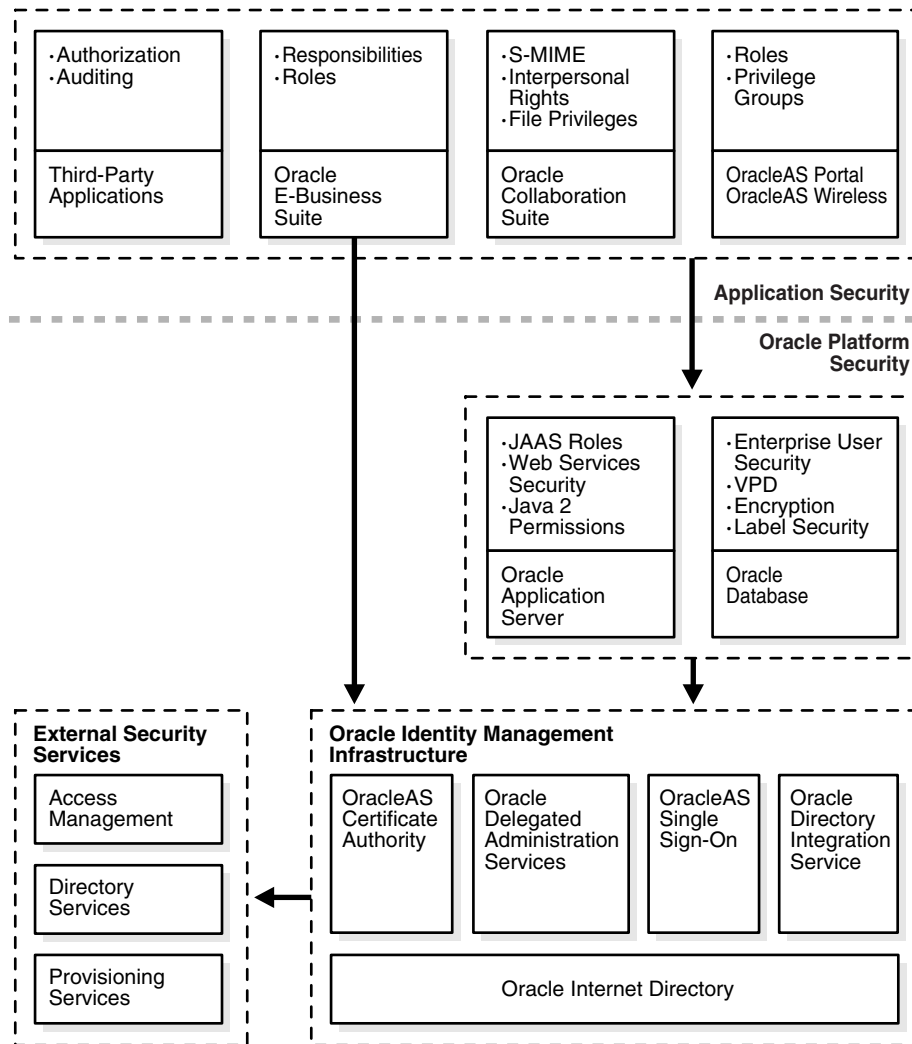 ·Authorization
·Auditing
Third-Party
Applications
·Responsibilities
·Roles
Oracle
E-Business
Suite
·S-MIME
·Interpersonal
Rights
·File Privileges
Oracle
Collaboration
Suite
·Roles
·Privilege
Groups
OracleAS Portal
OracleAS Wireless
Application Security
Oracle Platform
Security
·JAAS Roles
·Web Services
Security
·Java 2
Permissions
Oracle
Application
Server
·Enterprise User
Security
·VPD
·Encryption
·Label Security
Oracle
Database
External Security
Services
Access
Management
Directory
Services
Provisioning
Services
Oracle Identity Management
Infrastructure
OracleAS
Certificate
Authority
Oracle
Delegated
Administration
Services
OracleAS
Single
Sign-On
Oracle
Directory
Integration
Service
Oracle Internet Directory